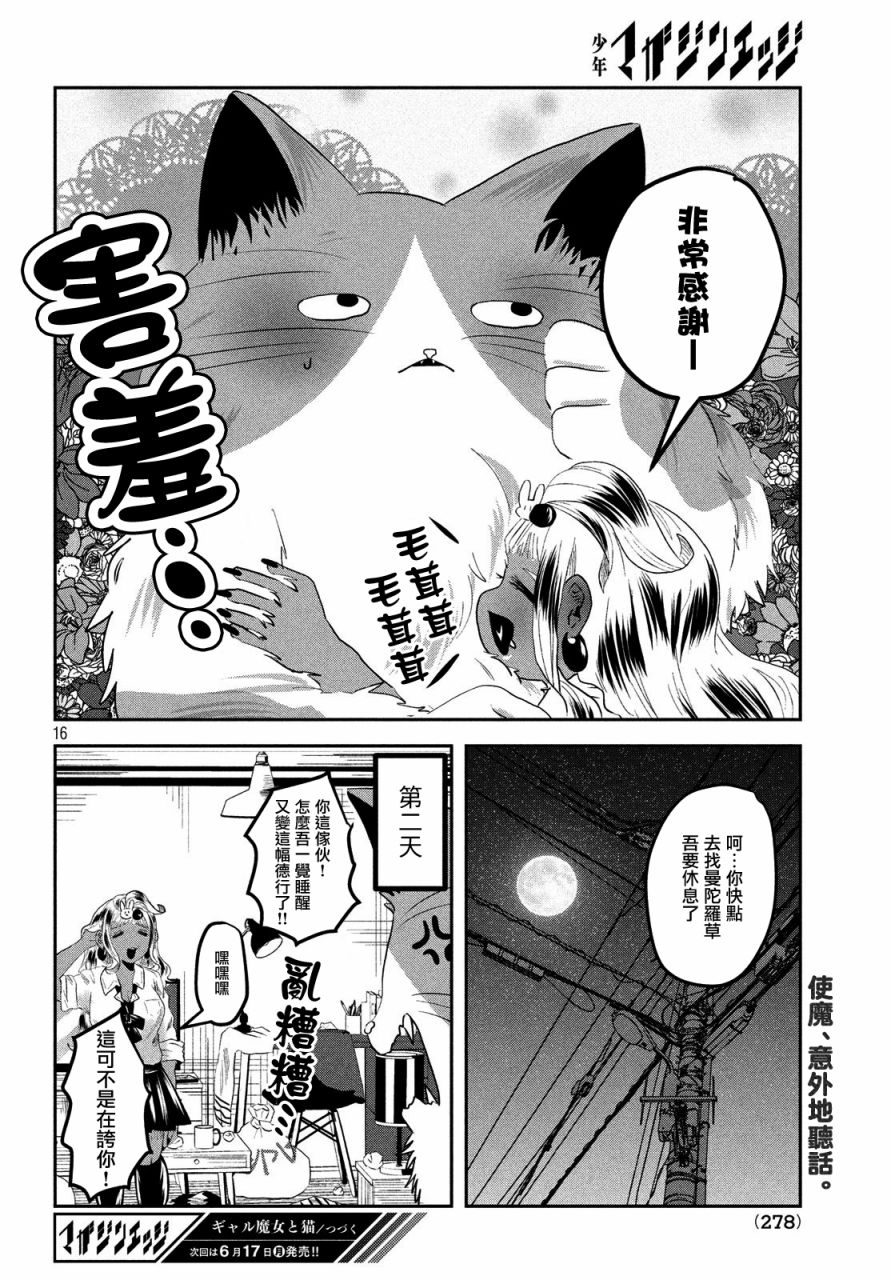 少年
マガジンエッジ
非常感謝ー
害羞…
毛茸茸
毛茸茸
16
呵…你快點
去找曼陀羅草
吾要休息了
使魔、意外地聽話。
第二天
你這傢伙！
怎麼吾一覺睡醒
又變這幅德行了!!
嘿嘿嘿
亂糟糟…
這可不是在誇你！
マガジンエッジ
ギャル魔女と猫/つづく
次回は6月17日(月)発売!!
(278)